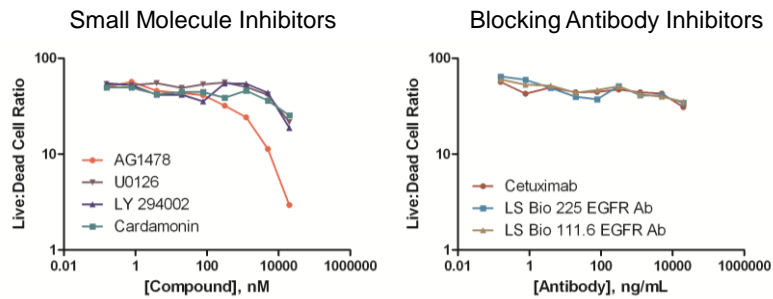 Small Molecule Inhibitors
Live:Dead Cell Ratio
100
10
1
AG1478
U0126
LY 294002
Cardamonin
0.01 1 100 10000 1000000
[Compound], nM
Blocking Antibody Inhibitors
Live:Dead Cell Ratio
100
10
1
Cetuximab
LS Bio 225 EGFR Ab
LS Bio 111.6 EGFR Ab
0.01 1 100 10000 1000000
[Antibody], ng/mL